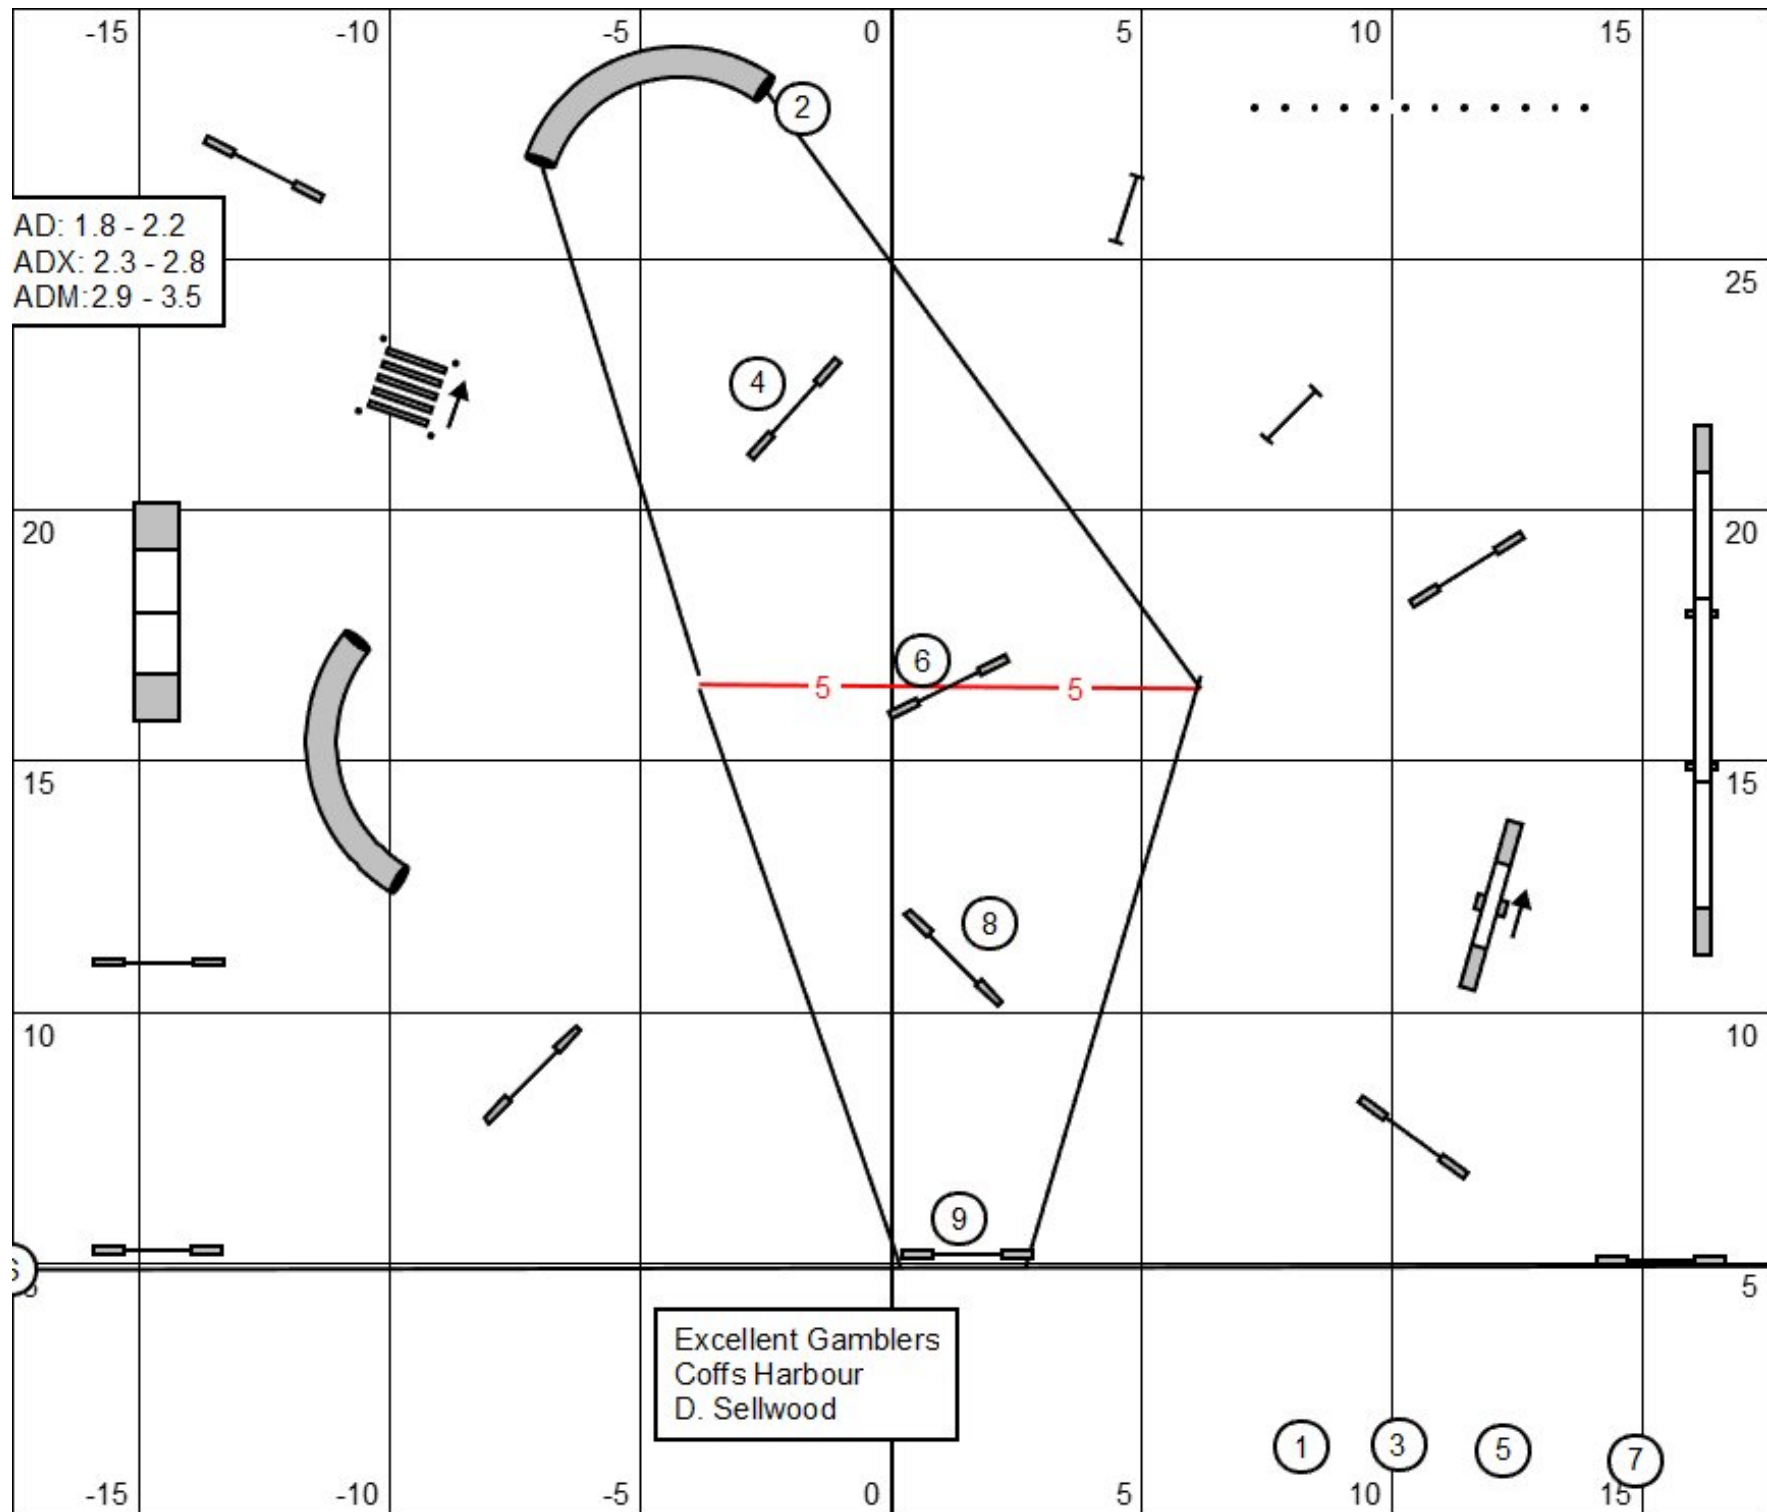 -15 -10 -5 0 5 10 15
2
AD: 1.8 - 2.2
ADX: 2.3 - 2.8
ADM:2.9 - 3.5
25
4
20 20
6
5 5
15 15
8
10 10
9
S
5 5
Excellent Gamblers
Coffs Harbour
D. Sellwood
1 3 5 7
-15 -10 -5 0 5 10 15